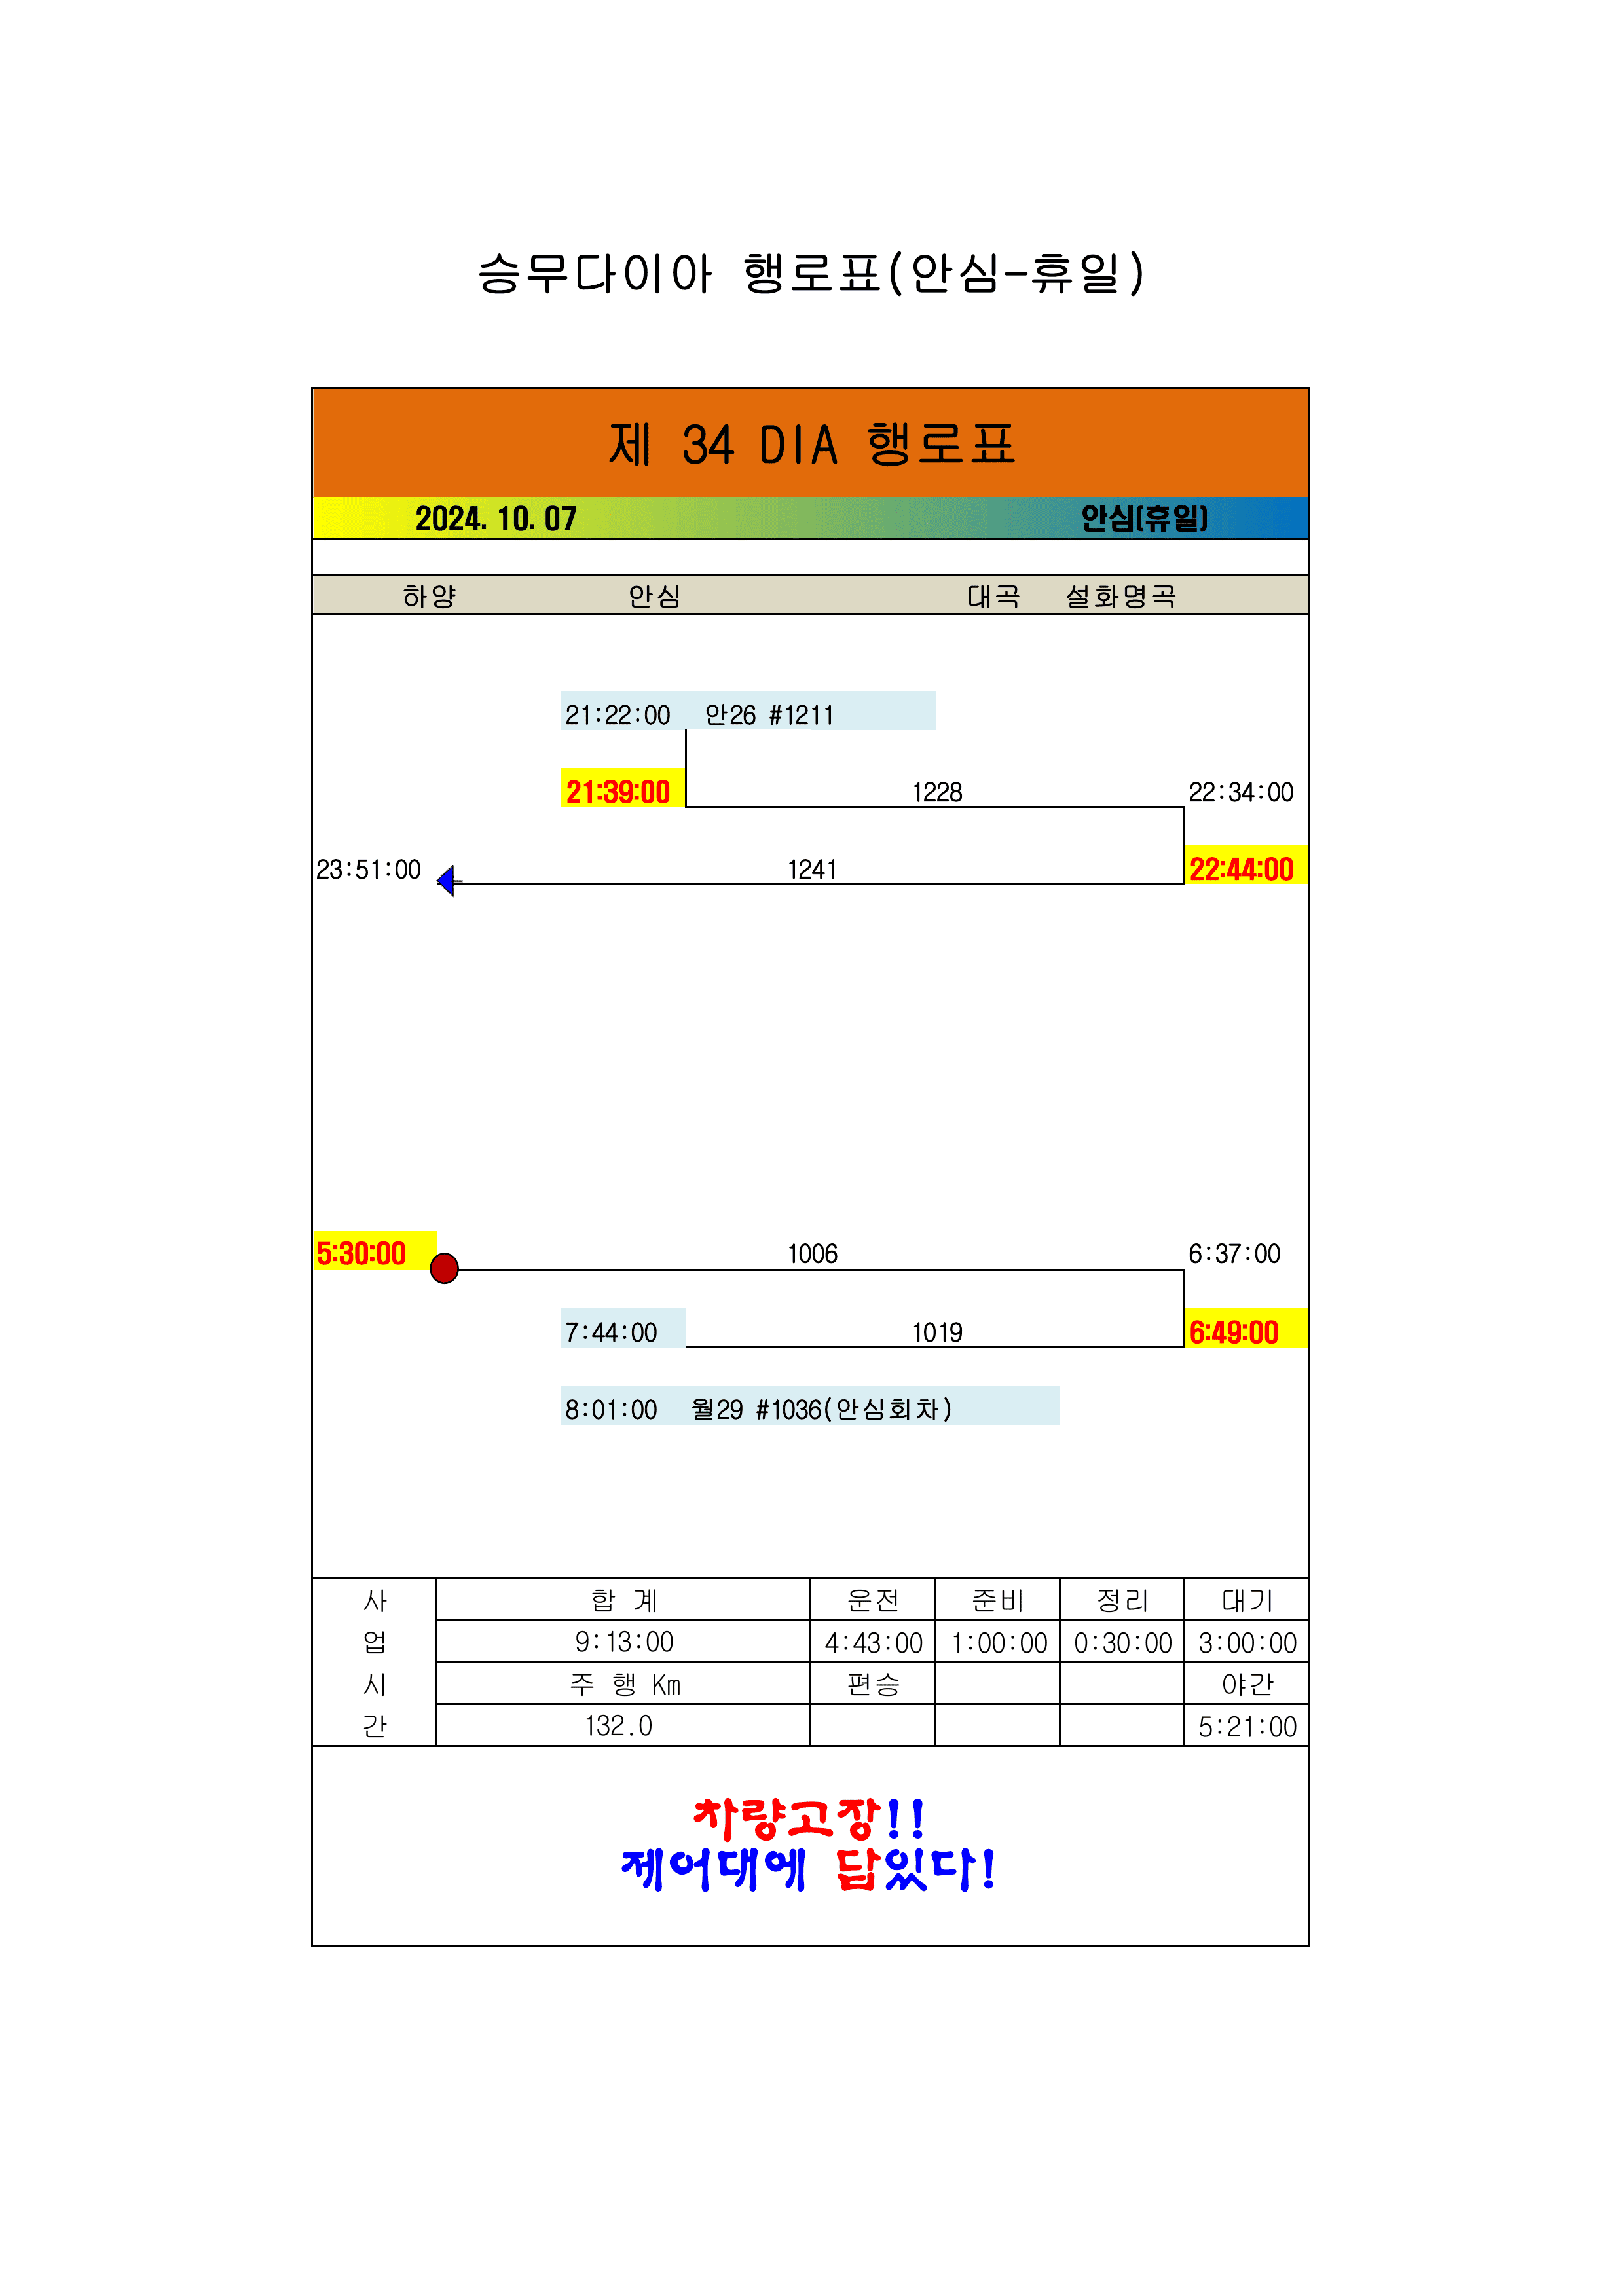 승무다이아 행로표(안심-휴일)
제 34 DIA 행로표
2024. 10. 07 안심(휴일)
하양 안심 대곡 설화명곡
21:22:00 안26 #1211
21:39:00 1228 22:34:00
23:51:00 1241 22:44:00
5:30:00 1006 6:37:00
7:44:00 1019 6:49:00
8:01:00 월29 #1036(안심회차)
사 합 계 운전 준비 정리 대기
업 9:13:00 4:43:00 1:00:00 0:30:00 3:00:00
시 주 행 Km 편승 야간
간 132.0 5:21:00
차량고장!!
제어대에 답있다!